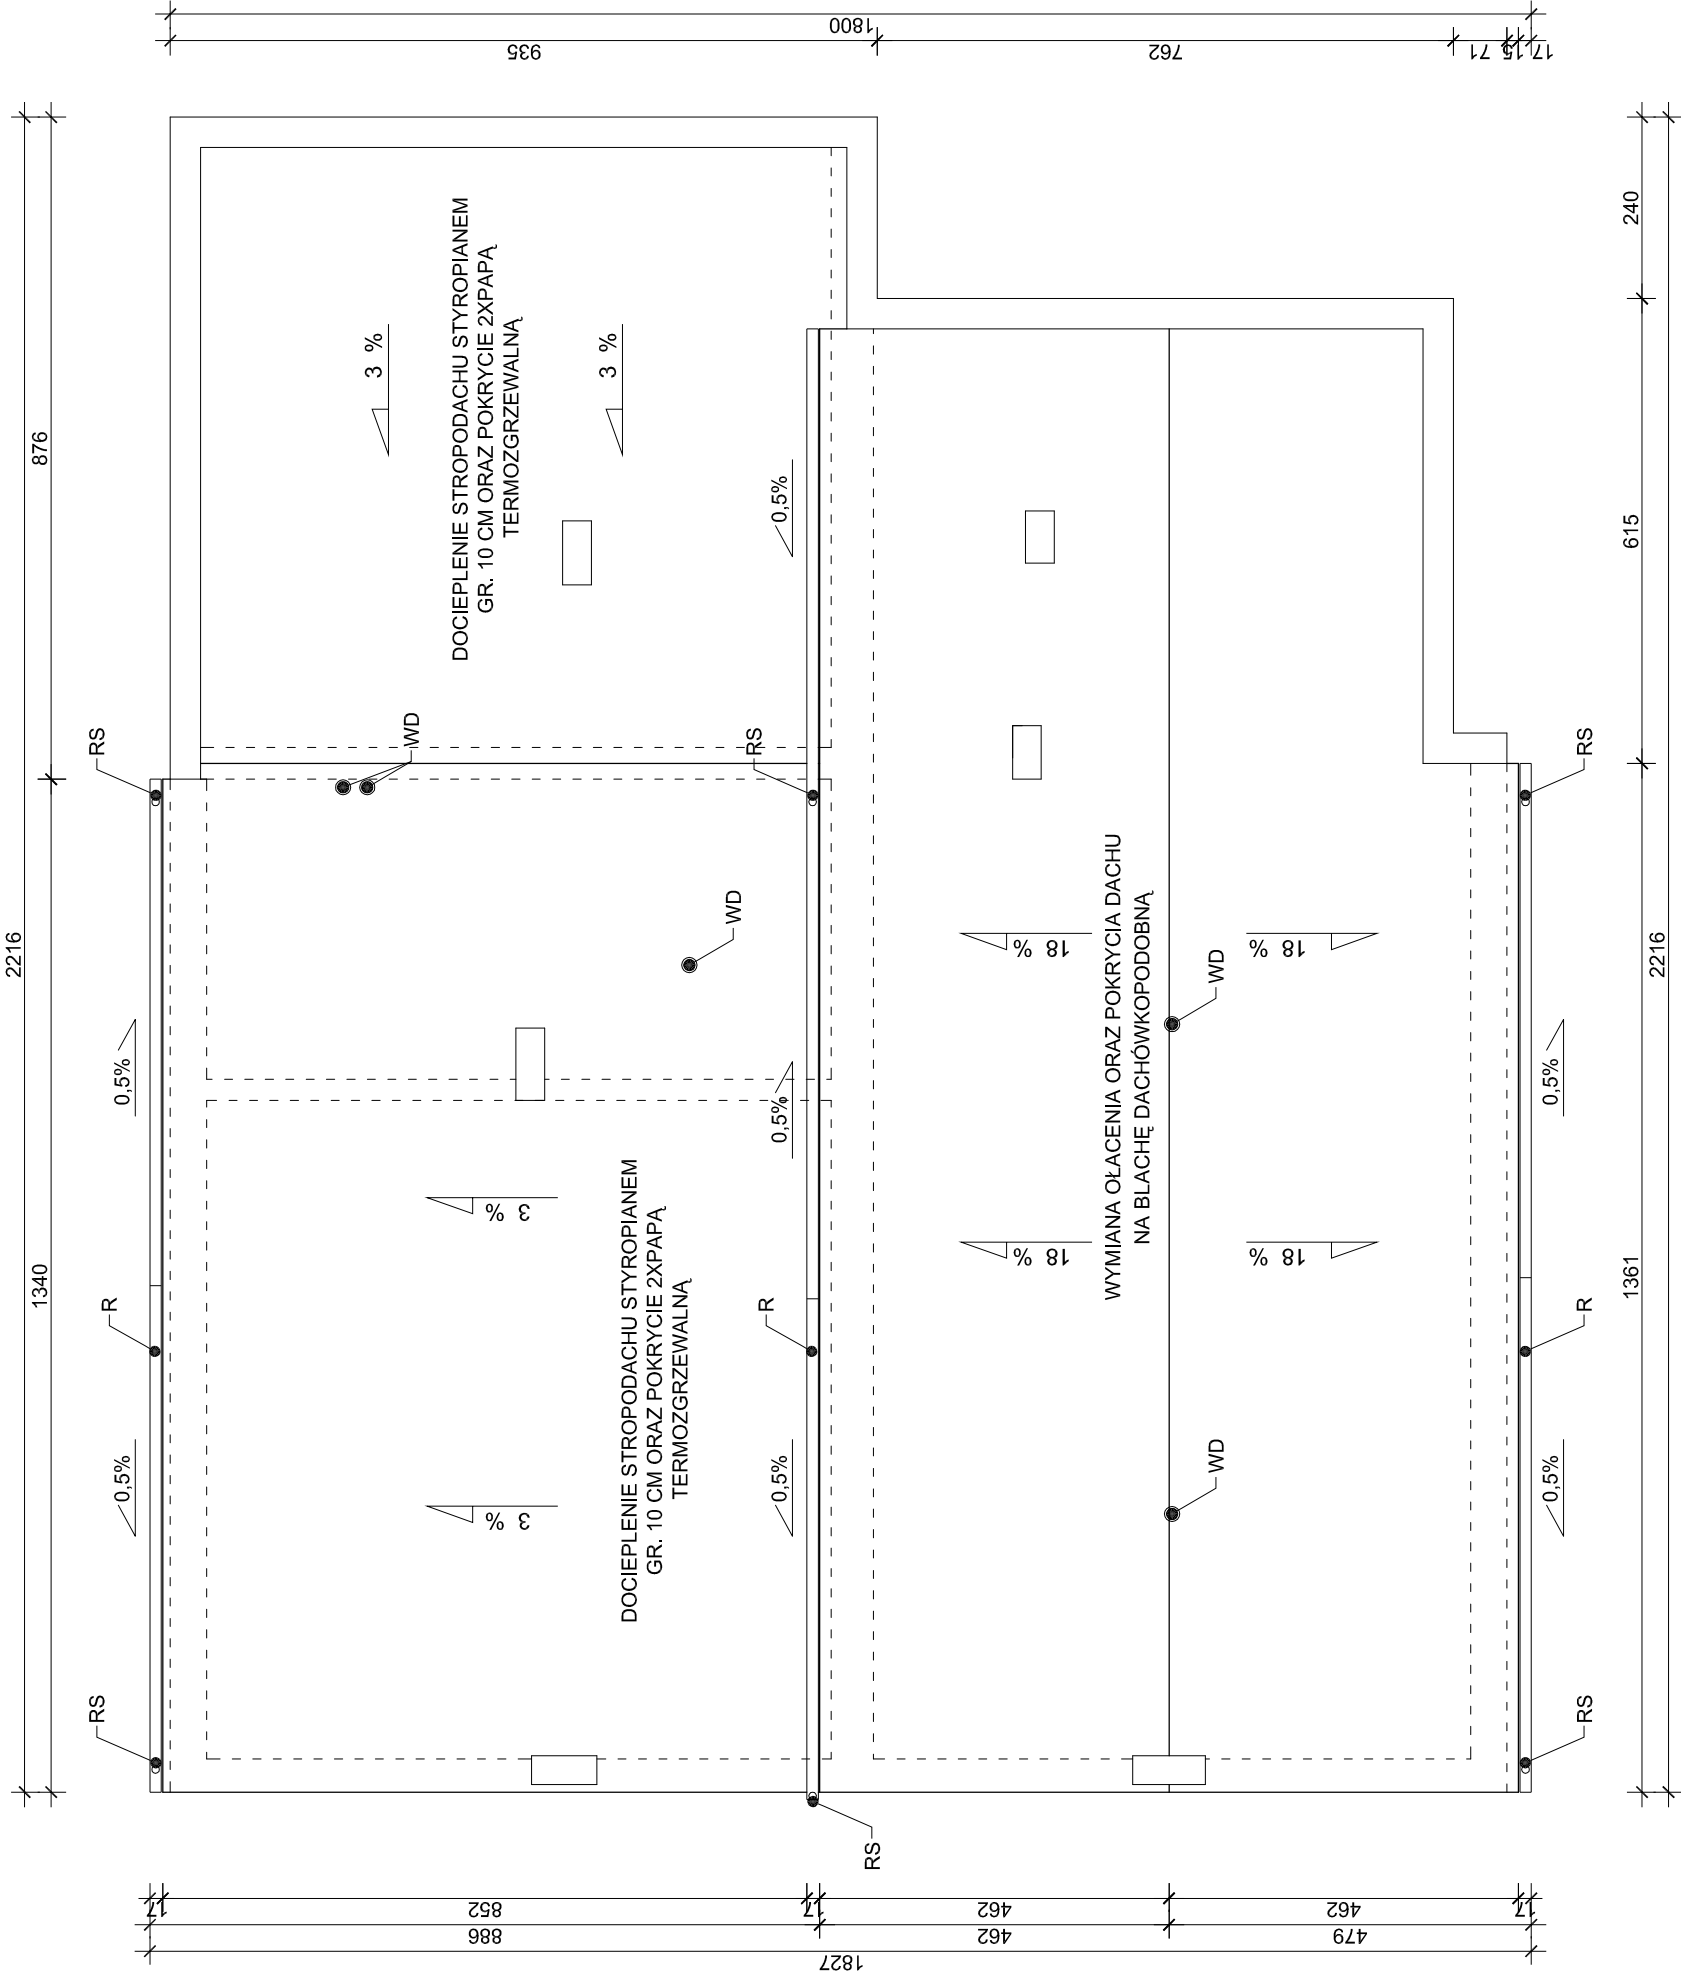 1800
935
762
71
15
17
2216
876
1340
DOCIEPLENIE STROPODACHU STYROPIANEM
GR. 10 CM ORAZ POKRYCIE 2XPAPĄ
TERMOZGRZEWALNĄ
3 %
3 %
0,5%
RS
WD
RS
RS
WD
0,5%
0,5%
3 %
3 %
DOCIEPLENIE STROPODACHU STYROPIANEM
GR. 10 CM ORAZ POKRYCIE 2XPAPĄ
TERMOZGRZEWALNĄ
R
R
0,5%
0,5%
RS
RS
WYMIANA OŁACENIA ORAZ POKRYCIA DACHU
NA BLACHĘ DACHÓWKOPODOBNĄ
18 %
18 %
18 %
18 %
WD
WD
0,5%
0,5%
R
RS
240
615
1361
2216
17
852
17
462
462
17
886
462
479
1827